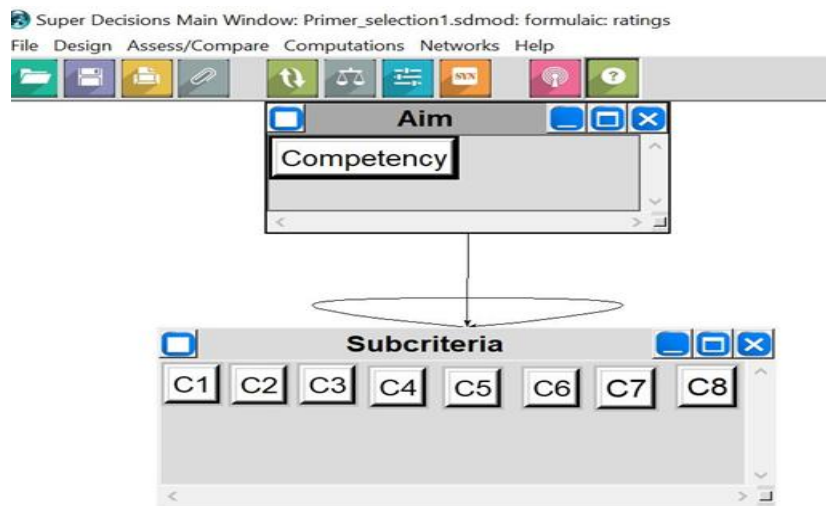 Super Decisions Main Window: Primer_selection1.sdmod: formulaic: ratings
File Design Assess/Compare Computations Networks Help
SYN ?
Aim
Competency
Subcriteria
C1 C2 C3 C4 C5 C6 C7 C8